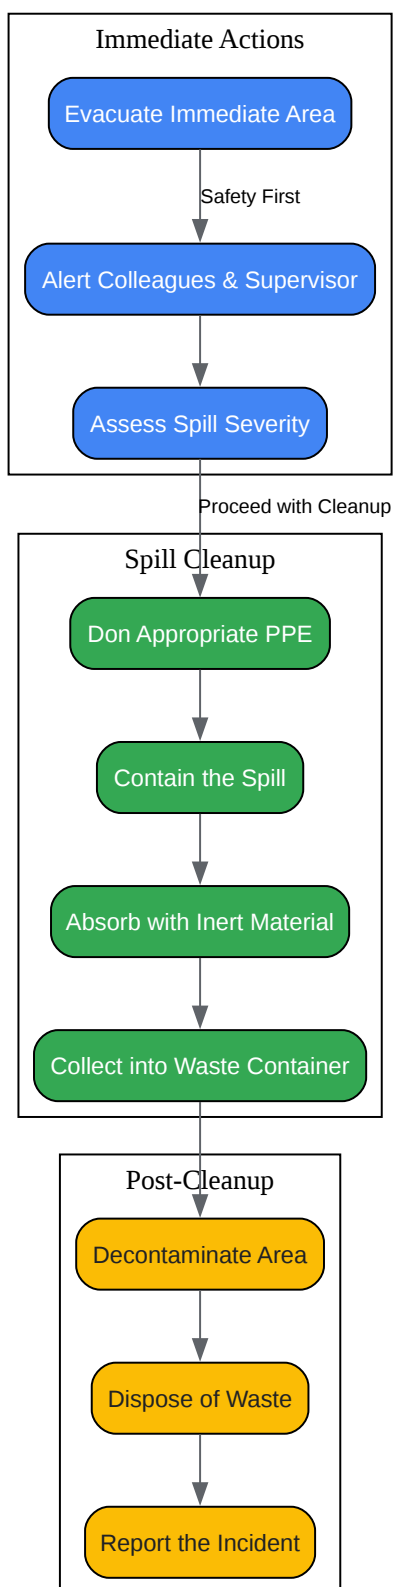 Immediate Actions
Evacuate Immediate Area
Safety First
Alert Colleagues & Supervisor
Assess Spill Severity
Proceed with Cleanup
Spill Cleanup
Don Appropriate PPE
Contain the Spill
Absorb with Inert Material
Collect into Waste Container
Post-Cleanup
Decontaminate Area
Dispose of Waste
Report the Incident